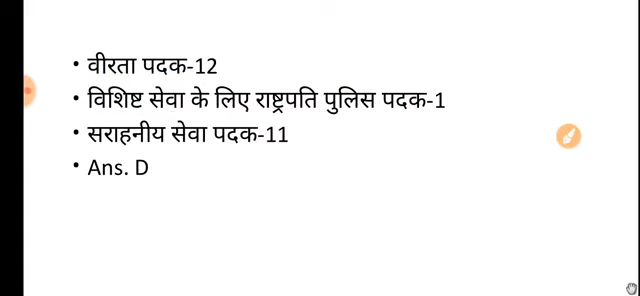 • वीरता पदक-12
• विशिष्ट सेवा के लिए राष्ट्रपति पुलिस पदक-1
• सराहनीय सेवा पदक-11
• Ans. D